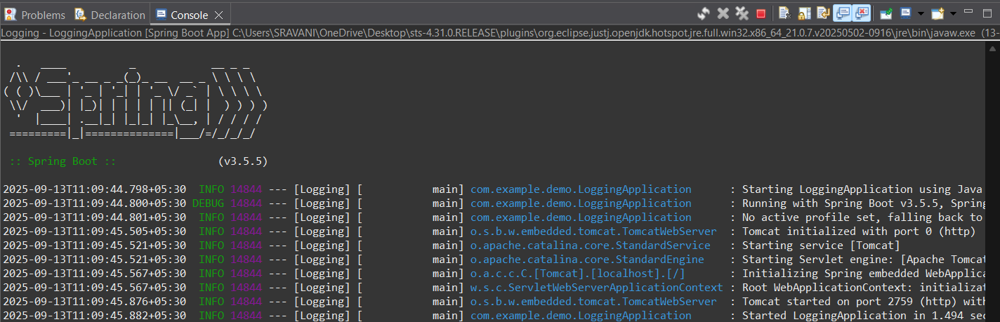 Problems Declaration Console
Logging - LoggingApplication [Spring Boot App] C:\Users\SRAVANI\OneDrive\Desktop\sts-4.31.0.RELEASE\plugins\org.eclipse.justj.openjdk.hotspot.jre.full.win32.x86_64_21.0.7.v20250502-0916\jre\bin\javaw.exe (13-
  .   ____          _            __ _ _
 /\\ / ___'_ __ _ _(_)_ __  __ _ \ \ \ \
( ( )\___ | '_ | '_| | '_ \/ _` | \ \ \ \
 \\/  ___)| |_)| | | | | || (_| |  ) ) ) )
  '  |____| .__|_| |_|_| |_\__, | / / / /
 =========|_|==============|___/=/_/_/_/
 :: Spring Boot ::                (v3.5.5)
2025-09-13T11:09:44.798+05:30  INFO 14844 --- [Logging] [           main] com.example.demo.LoggingApplication      : Starting LoggingApplication using Java
2025-09-13T11:09:44.800+05:30 DEBUG 14844 --- [Logging] [           main] com.example.demo.LoggingApplication      : Running with Spring Boot v3.5.5, Spring
2025-09-13T11:09:44.801+05:30  INFO 14844 --- [Logging] [           main] com.example.demo.LoggingApplication      : No active profile set, falling back to
2025-09-13T11:09:45.505+05:30  INFO 14844 --- [Logging] [           main] o.s.b.w.embedded.tomcat.TomcatWebServer  : Tomcat initialized with port 0 (http)
2025-09-13T11:09:45.521+05:30  INFO 14844 --- [Logging] [           main] o.apache.catalina.core.StandardService   : Starting service [Tomcat]
2025-09-13T11:09:45.521+05:30  INFO 14844 --- [Logging] [           main] o.apache.catalina.core.StandardEngine    : Starting Servlet engine: [Apache Tomcat
2025-09-13T11:09:45.567+05:30  INFO 14844 --- [Logging] [           main] o.a.c.c.C.[Tomcat].[localhost].[/]       : Initializing Spring embedded WebApplica
2025-09-13T11:09:45.567+05:30  INFO 14844 --- [Logging] [           main] w.s.c.ServletWebServerApplicationContext : Root WebApplicationContext: initializat
2025-09-13T11:09:45.876+05:30  INFO 14844 --- [Logging] [           main] o.s.b.w.embedded.tomcat.TomcatWebServer  : Tomcat started on port 2759 (http) with
2025-09-13T11:09:45.882+05:30  INFO 14844 --- [Logging] [           main] com.example.demo.LoggingApplication      : Started LoggingApplication in 1.494 sec